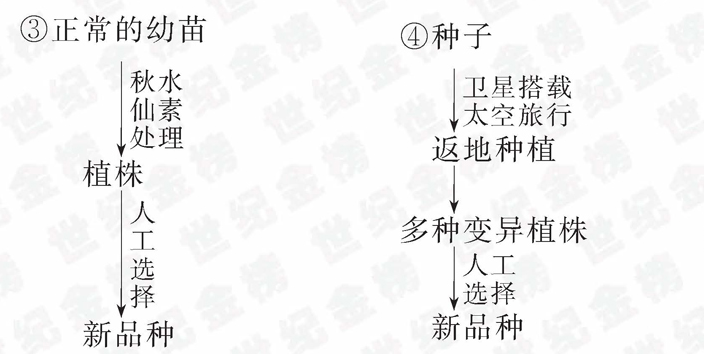 ③正常的幼苗
秋水
仙素
处理
植株
人
工
选
择
新品种
④种子
卫星搭载
太空旅行
返地种植
多种变异植株
人工
选择
新品种